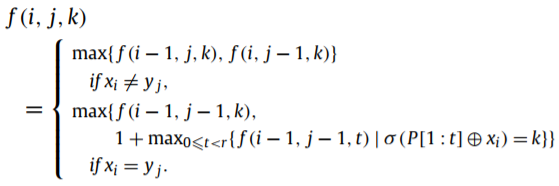 f(i, j, k)
= { max{f(i − 1, j, k), f(i, j − 1, k)}
if xᵢ ≠ yⱼ,
max{f(i − 1, j − 1, k),
1 + max₀⩽ₜ<ᵣ{f(i − 1, j − 1, t) | σ(P[1 : t] ⊕ xᵢ) = k}}
if xᵢ = yⱼ.